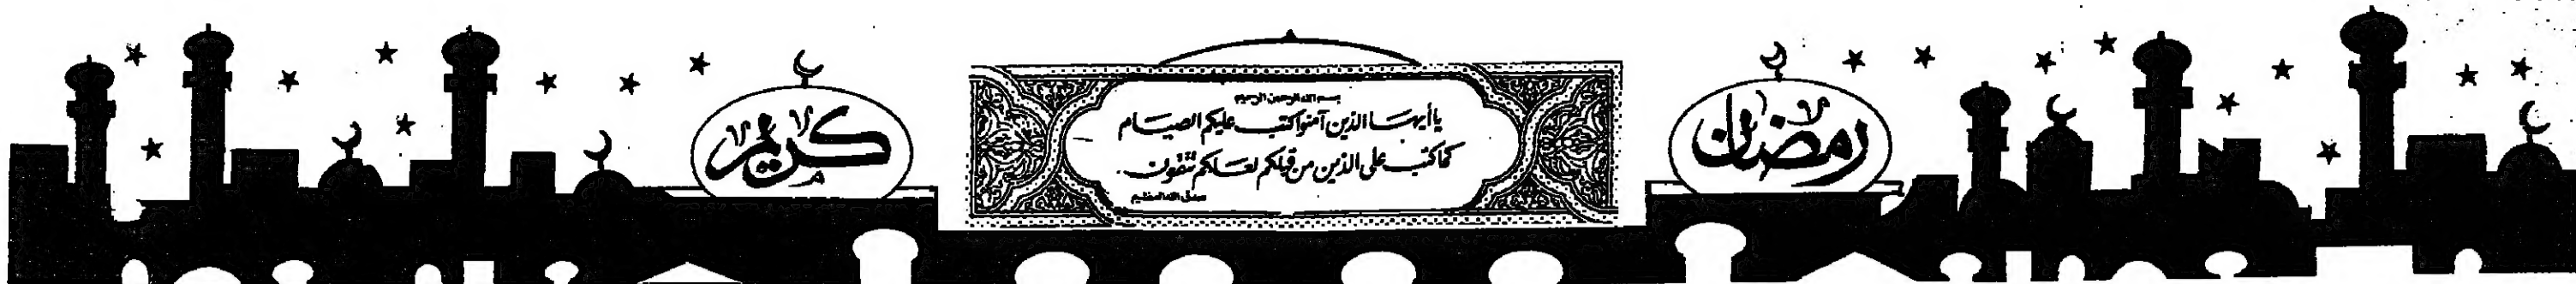 رمضان
بسم الله الرحمن الرحيم
يا أيها الذين آمنوا كتب عليكم الصيام
كما كتب على الذين من قبلكم لعلكم تتقون
صدق الله العظيم
كريم